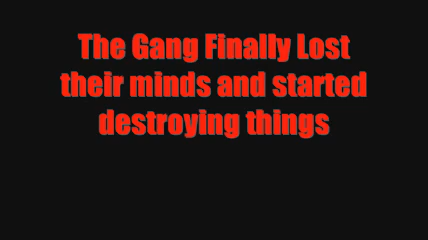 The Gang Finally Lost
their minds and started
destroying things